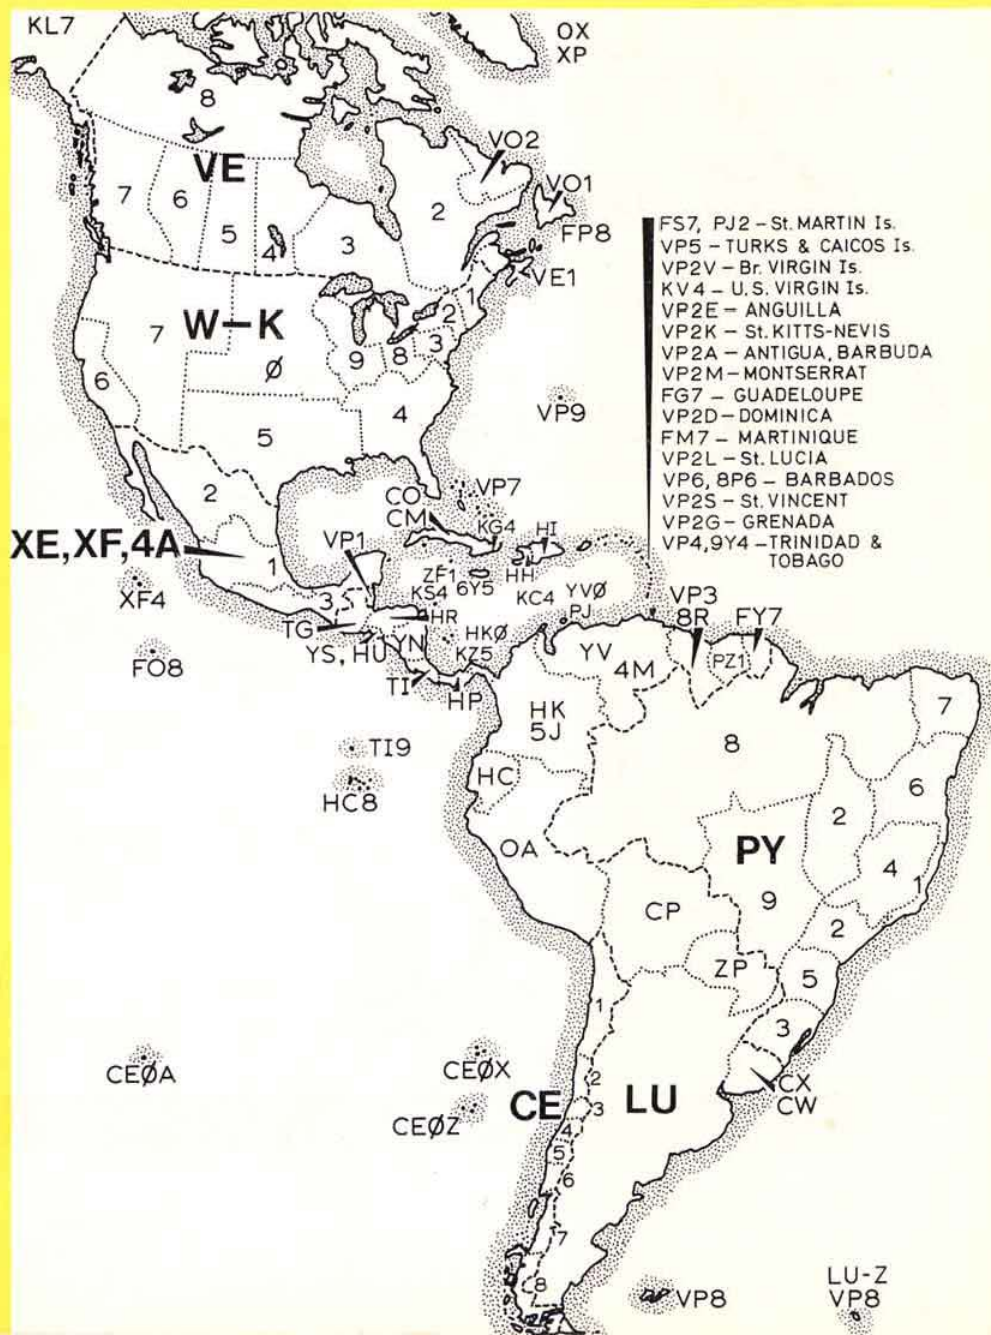 KL7
OX
XP
8
VO2
VE
VO1
7
6
5
4
3
2
FP8
VE1
FS7, PJ2 – St. MARTIN Is.
VP5 – TURKS & CAICOS Is.
VP2V – Br. VIRGIN Is.
KV4 – U.S. VIRGIN Is.
VP2E – ANGUILLA
VP2K – St. KITTS-NEVIS
VP2A – ANTIGUA, BARBUDA
VP2M – MONTSERRAT
FG7 – GUADELOUPE
VP2D – DOMINICA
FM7 – MARTINIQUE
VP2L – St. LUCIA
VP6, 8P6 – BARBADOS
VP2S – St. VINCENT
VP2G – GRENADA
VP4, 9Y4 – TRINIDAD &
TOBAGO
W–K
7
Ø
1
2
3
9
8
6
4
5
VP9
2
CO
CM
VP7
KG4
HI
XE, XF, 4A
1
VP1
ZF1
6Y5
HH
KS4
KC4
YVØ
PJ
XF4
3
HR
VP3
8R
FY7
TG
YS, HU
YN
HKØ
KZ5
FO8
TI
HP
YV
4M
PZ1
HK
5J
7
TI9
8
HC8
HC
6
2
OA
PY
4
1
CP
9
2
ZP
5
1
3
CEØA
CEØX
2
CX
CW
CE
LU
3
CEØZ
4
5
6
7
8
VP8
LU-Z
VP8